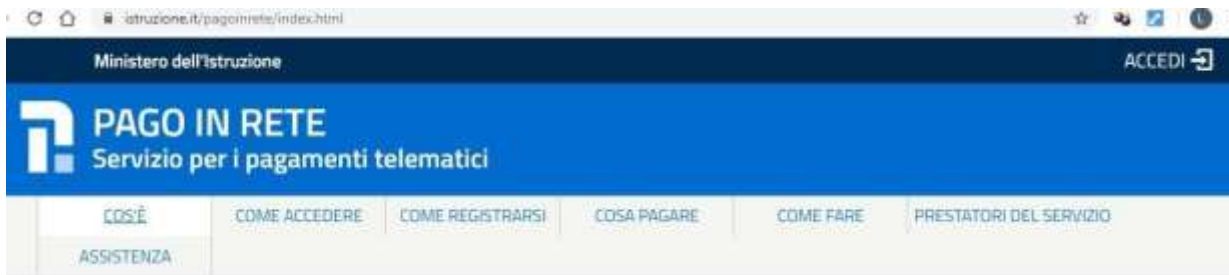 istruzione.it/pagoinrete/index.html
Ministero dell'Istruzione
ACCEDI
PAGO IN RETE
Servizio per i pagamenti telematici
COS'È COME ACCEDERE COME REGISTRARSI COSA PAGARE COME FARE PRESTATORI DEL SERVIZIO
ASSISTENZA